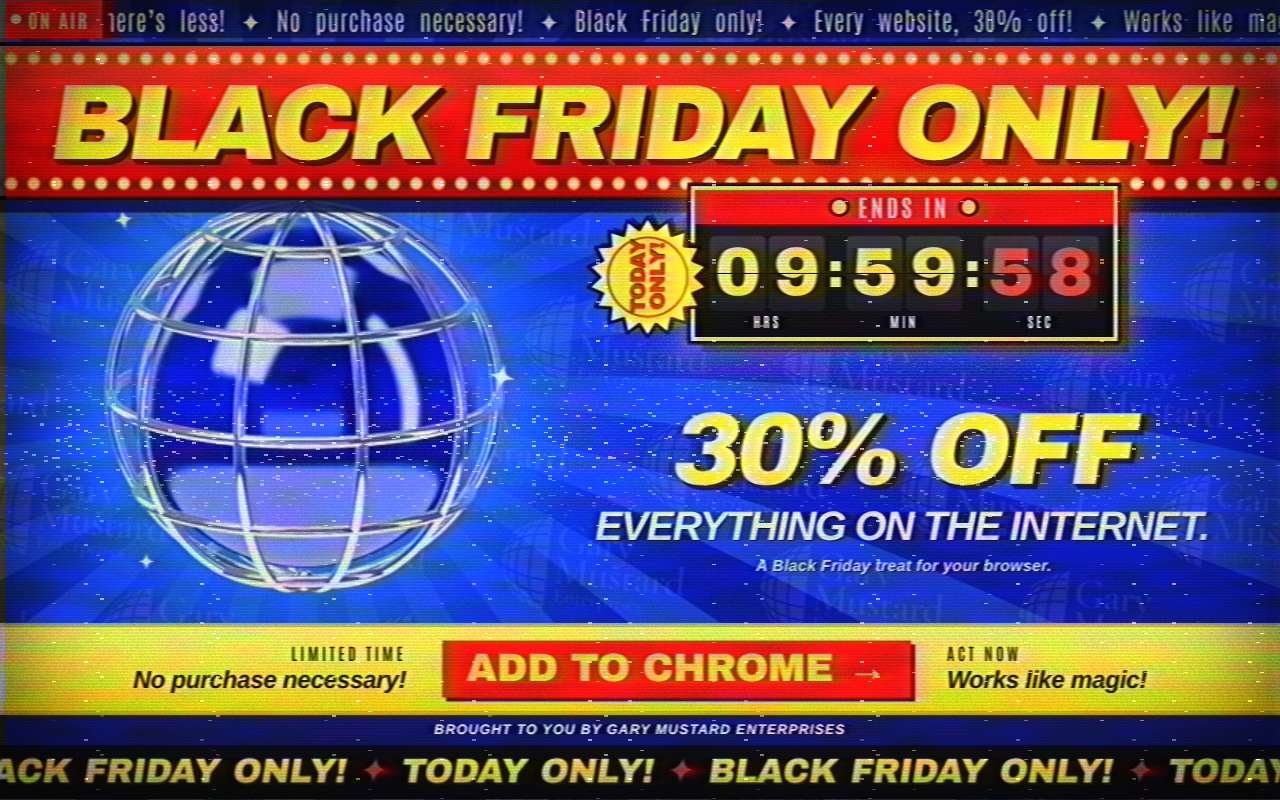 ON AIR
here's less! ✦ No purchase necessary! ✦ Black Friday only! ✦ Every website, 30% off! ✦ Works like ma
BLACK FRIDAY ONLY!
ENDS IN
TODAY ONLY!
09:59:58
HRS MIN SEC
30% OFF
EVERYTHING ON THE INTERNET.
A Black Friday treat for your browser.
Gary
Mustard
LIMITED TIME
No purchase necessary!
ADD TO CHROME →
ACT NOW
Works like magic!
BROUGHT TO YOU BY GARY MUSTARD ENTERPRISES
ACK FRIDAY ONLY! ✦ TODAY ONLY! ✦ BLACK FRIDAY ONLY! ✦ TODAY